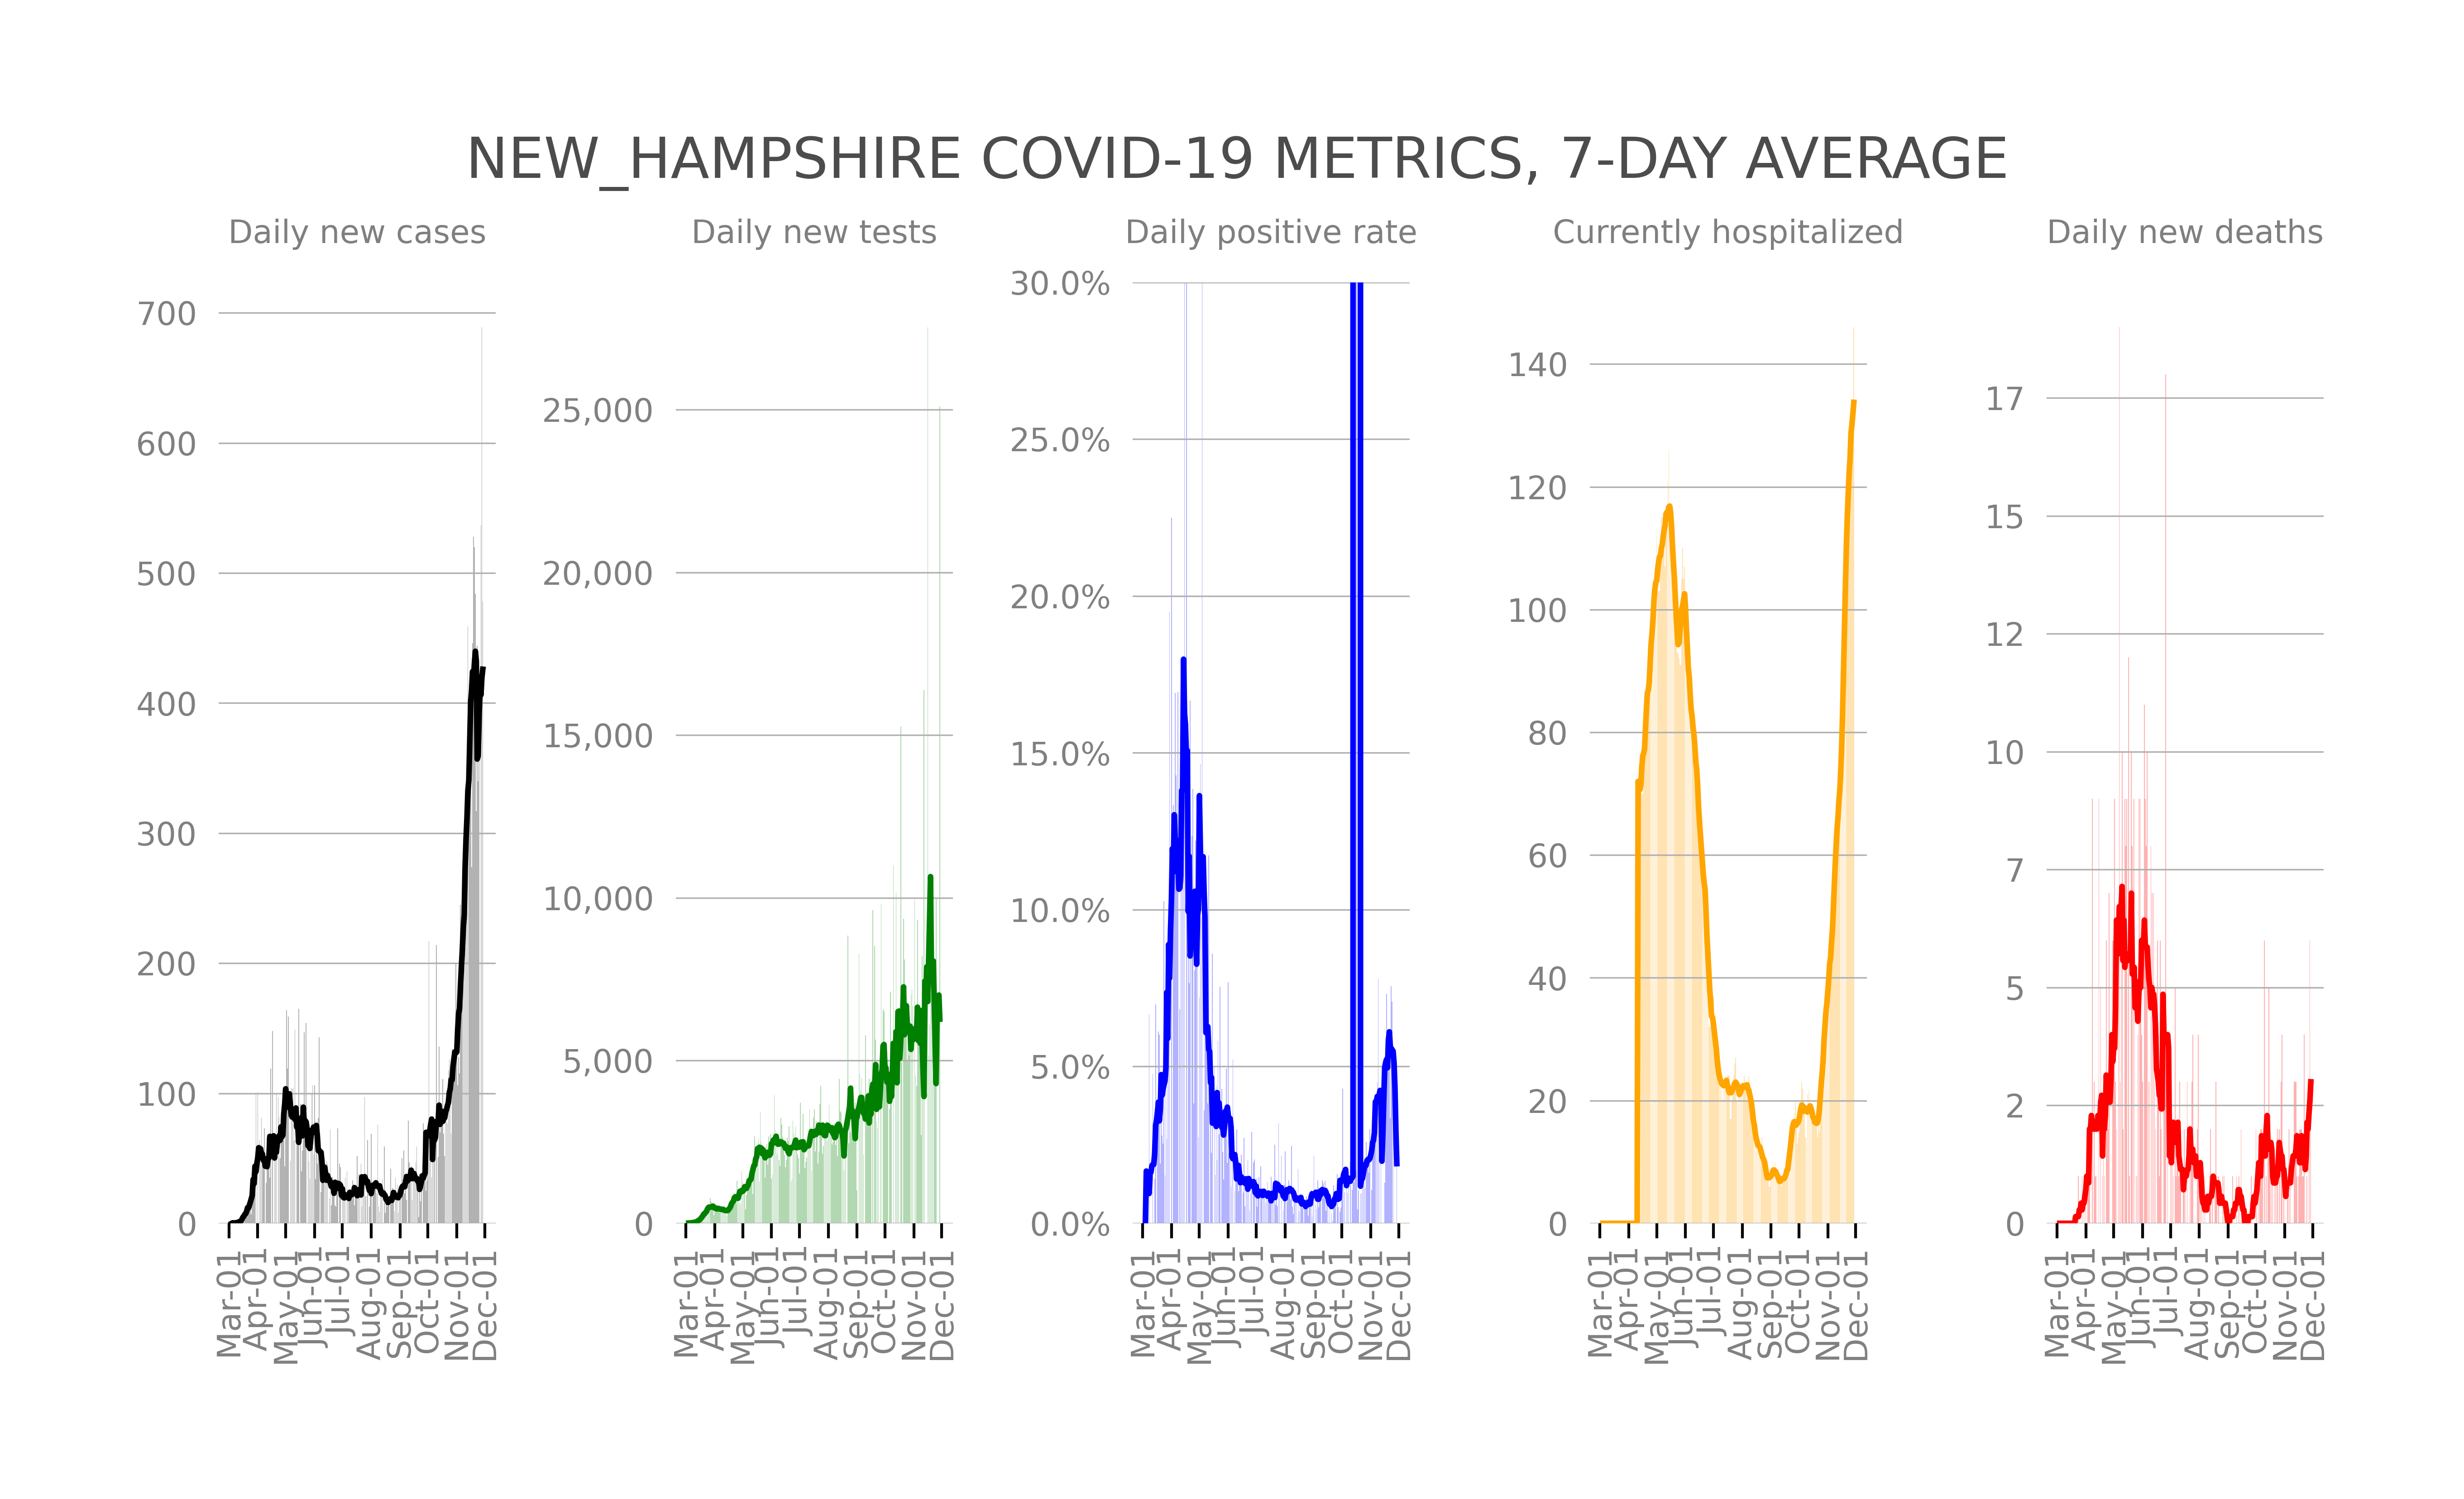 NEW_HAMPSHIRE COVID-19 METRICS, 7-DAY AVERAGE
Daily new cases
700
600
500
400
300
200
100
0
Mar-01
Apr-01
May-01
Jun-01
Jul-01
Aug-01
Sep-01
Oct-01
Nov-01
Dec-01
Daily new tests
25,000
20,000
15,000
10,000
5,000
0
Mar-01
Apr-01
May-01
Jun-01
Jul-01
Aug-01
Sep-01
Oct-01
Nov-01
Dec-01
Daily positive rate
30.0%
25.0%
20.0%
15.0%
10.0%
5.0%
0.0%
Mar-01
Apr-01
May-01
Jun-01
Jul-01
Aug-01
Sep-01
Oct-01
Nov-01
Dec-01
Currently hospitalized
140
120
100
80
60
40
20
0
Mar-01
Apr-01
May-01
Jun-01
Jul-01
Aug-01
Sep-01
Oct-01
Nov-01
Dec-01
Daily new deaths
17
15
12
10
7
5
2
0
Mar-01
Apr-01
May-01
Jun-01
Jul-01
Aug-01
Sep-01
Oct-01
Nov-01
Dec-01